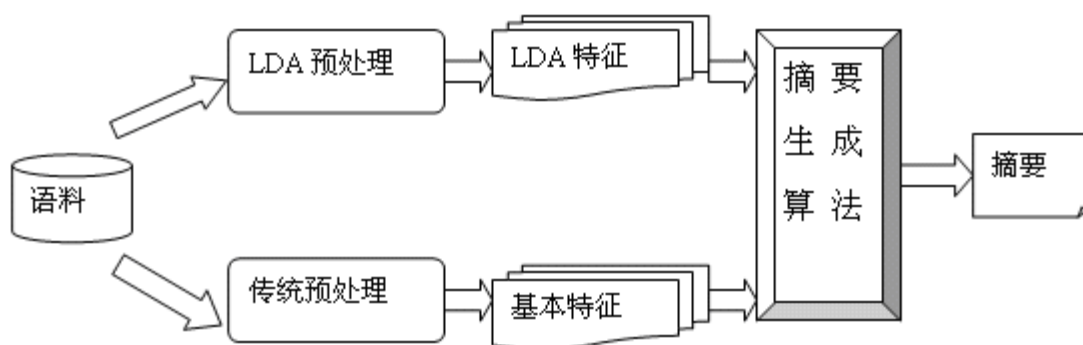 LDA 预处理
LDA 特征
摘 要
生 成
算 法
语料
摘要
传统预处理
基本特征